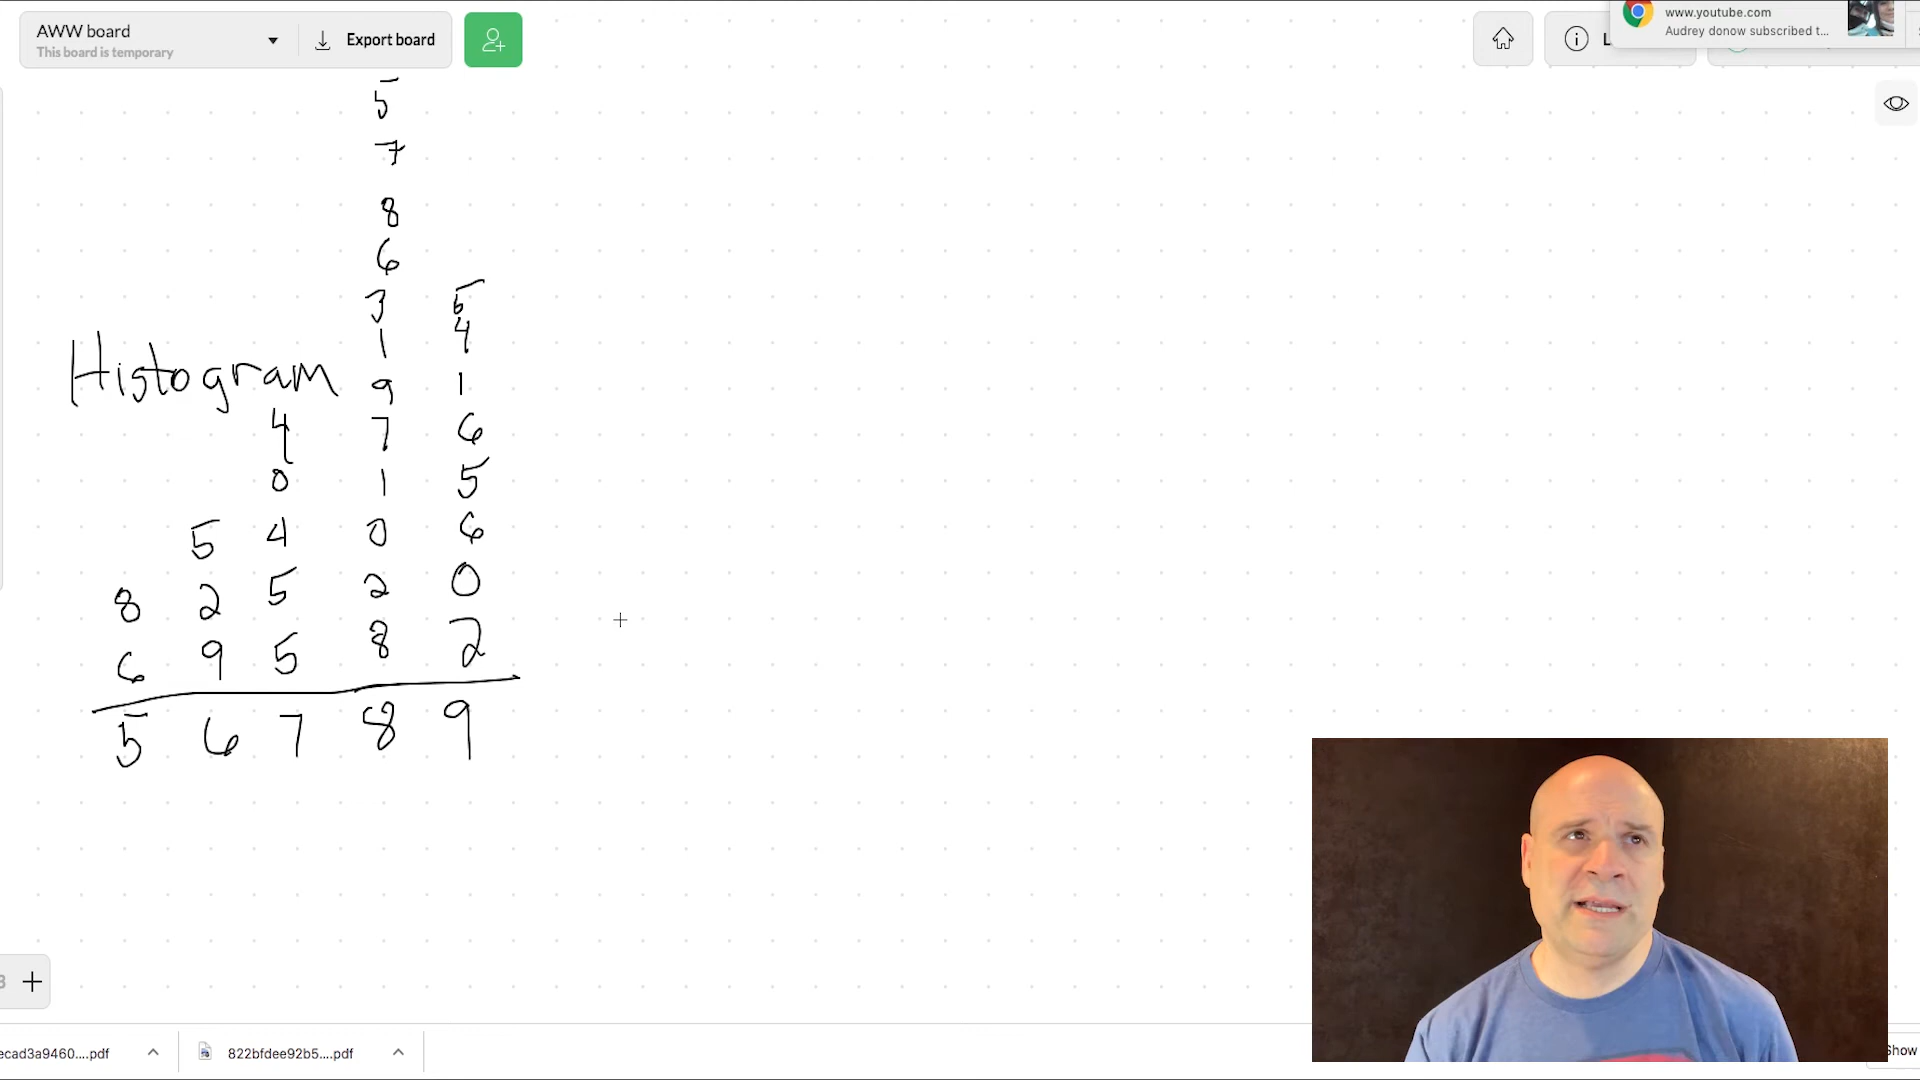 AWW board
This board is temporary
Export board
L
www.youtube.com
Audrey donow subscribed t...
5
7
8
6
3 5
1 4
Histogram 9 1
4 7 6
0 1 5
5 4 0 6
8 2 5 2 0
6 9 5 8 2
5 6 7 8 9
3
ecad3a9460....pdf
822bfdee92b5....pdf
Show